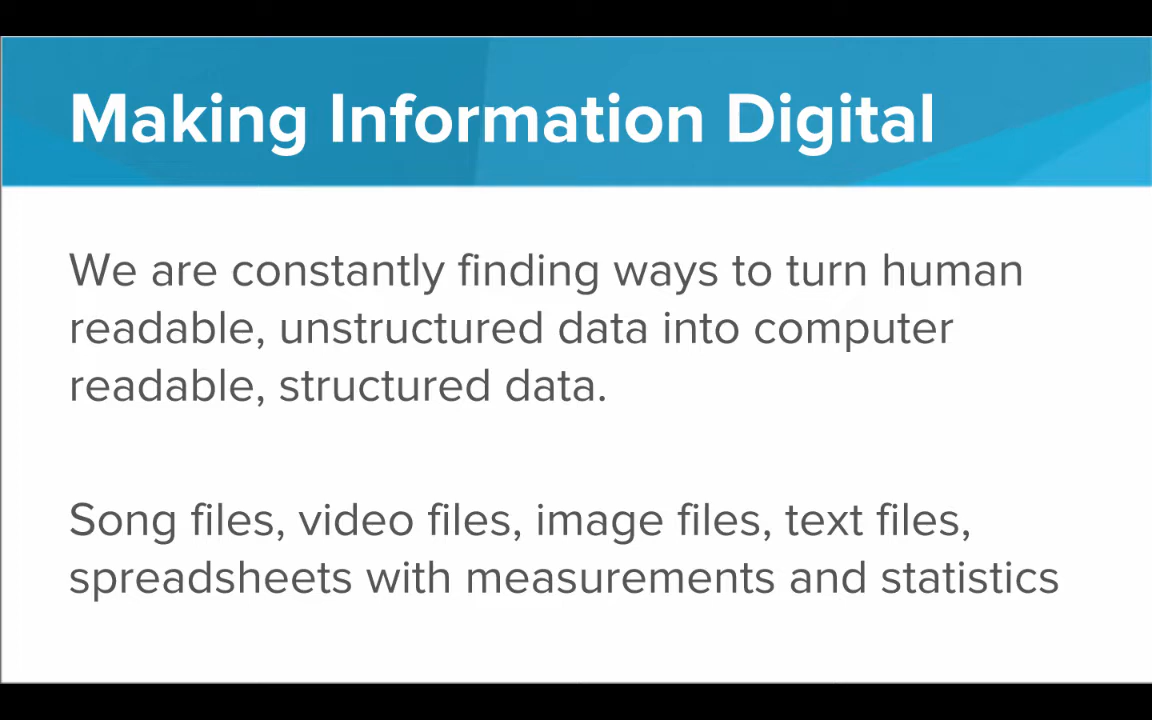 Making Information Digital
We are constantly finding ways to turn human
readable, unstructured data into computer
readable, structured data.
Song files, video files, image files, text files,
spreadsheets with measurements and statistics